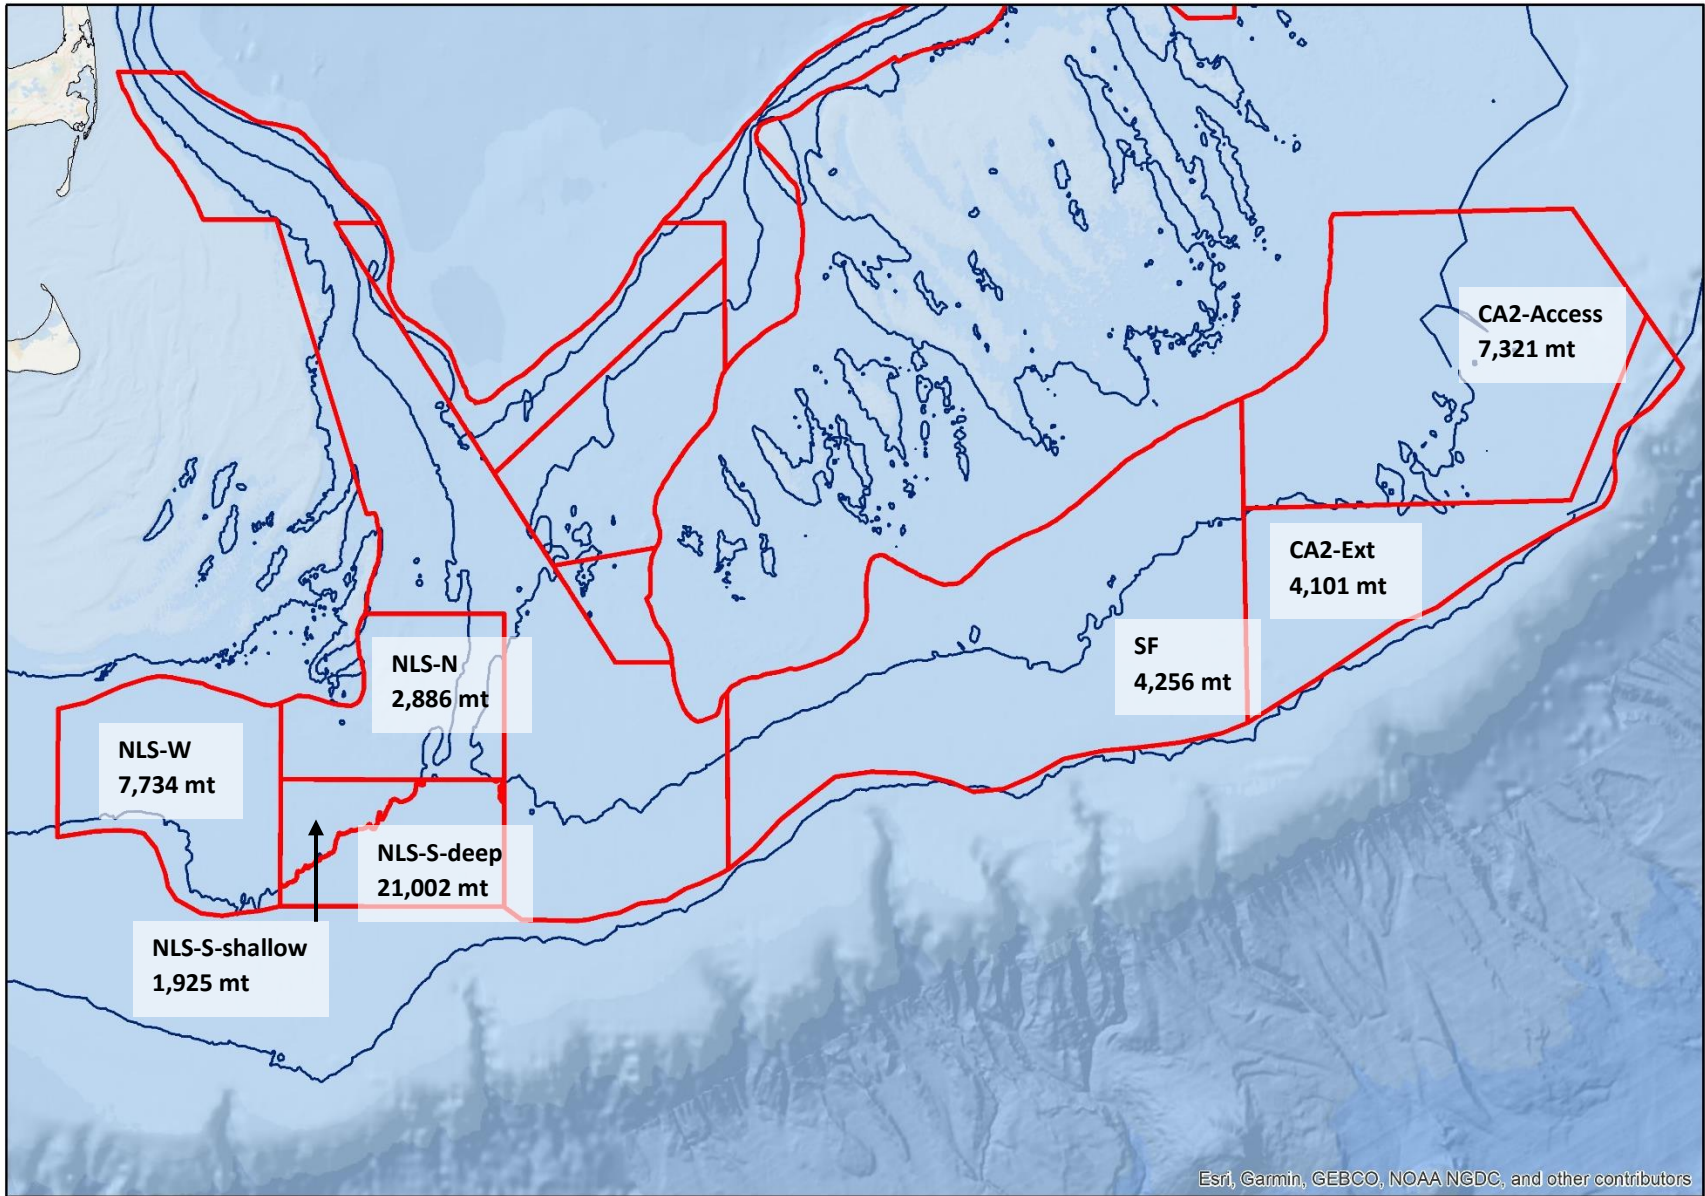 CA2-Access
7,321 mt
CA2-Ext
4,101 mt
SF
4,256 mt
NLS-N
2,886 mt
NLS-W
7,734 mt
NLS-S-deep
21,002 mt
NLS-S-shallow
1,925 mt
Esri, Garmin, GEBCO, NOAA NGDC, and other contributors